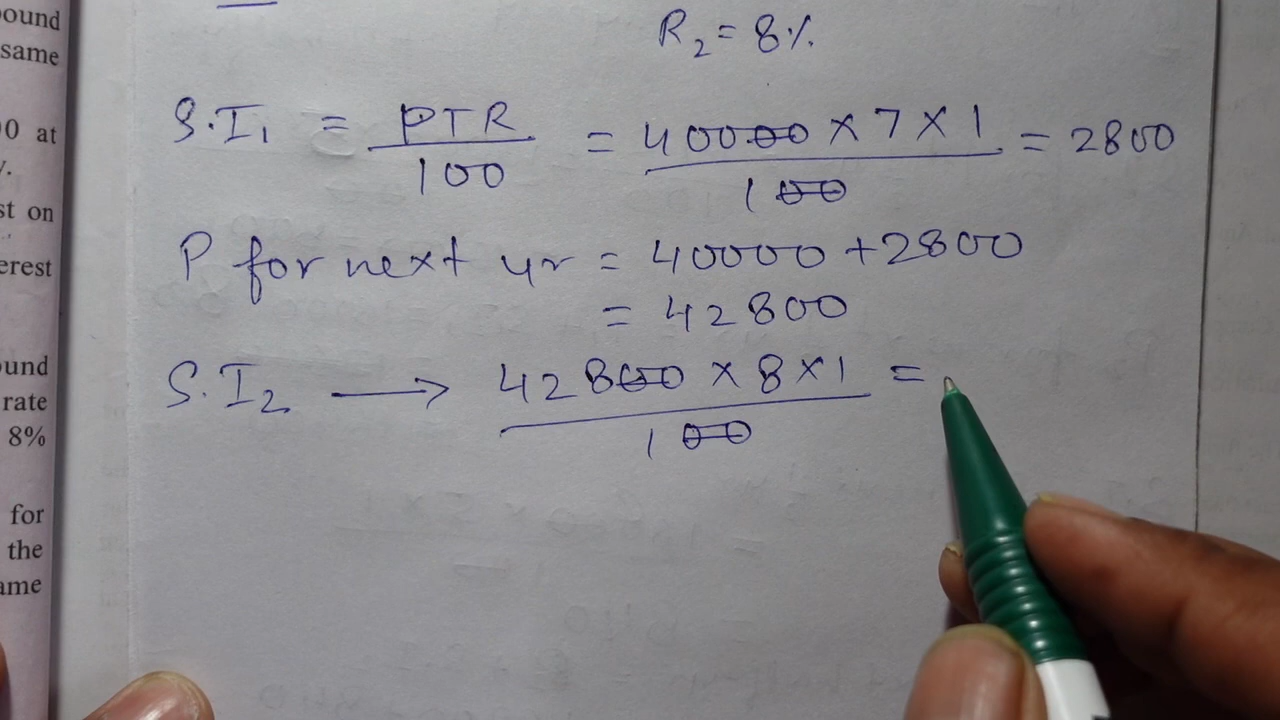 ound
same
0 at
%.
st on
erest
ound
rate
8%
for
the
ame
R₂ = 8%
S.I₁ = PTR / 100 = 40000 × 7 × 1 / 100 = 2800
P for next yr = 40000 + 2800
= 42800
S.I₂ → 42800 × 8 × 1 / 100 =